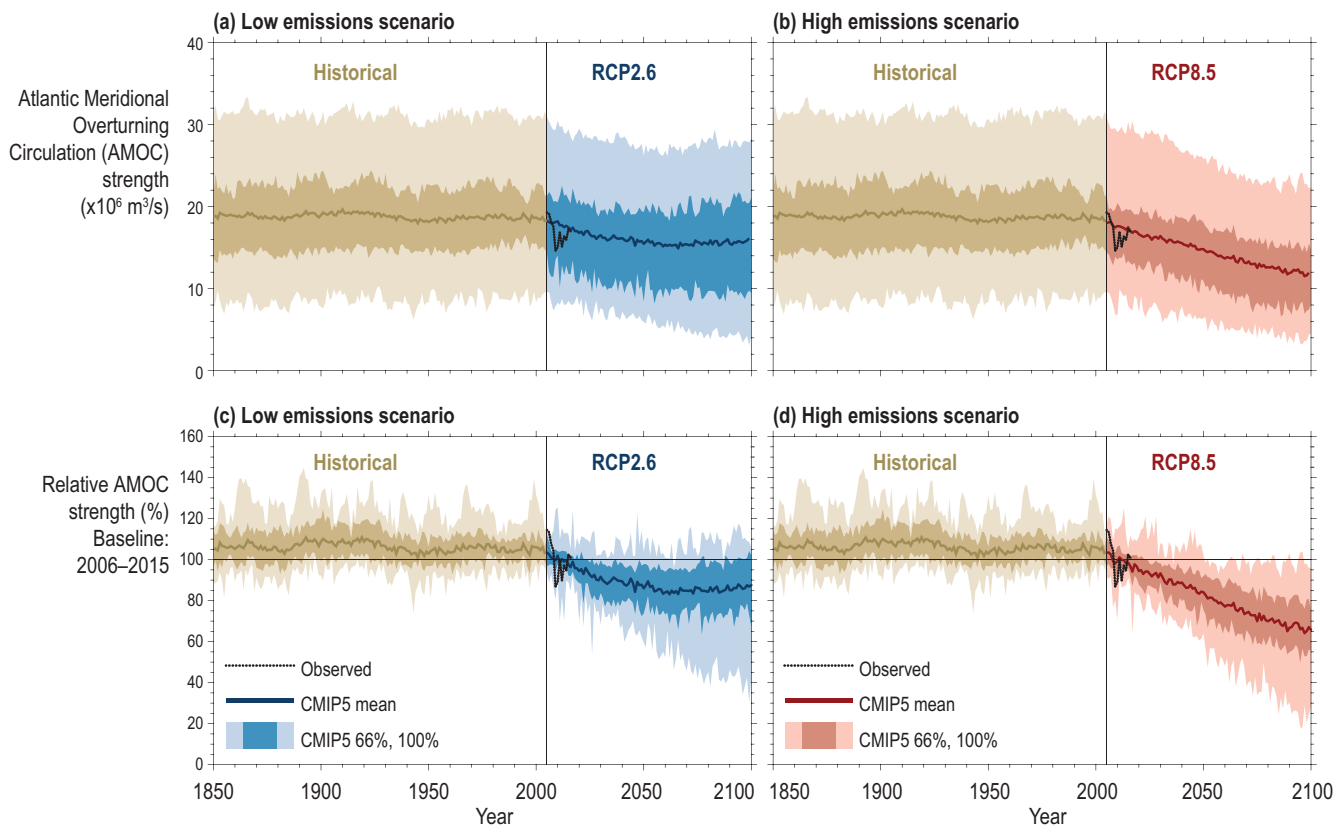 (a) Low emissions scenario
(b) High emissions scenario
Historical
RCP2.6
Historical
RCP8.5
Atlantic Meridional
Overturning
Circulation (AMOC)
strength
(x10⁶ m³/s)
40
30
20
10
0
(c) Low emissions scenario
(d) High emissions scenario
Historical
RCP2.6
Historical
RCP8.5
Relative AMOC
strength (%)
Baseline:
2006–2015
160
140
120
100
80
60
40
20
0
Observed
CMIP5 mean
CMIP5 66%, 100%
Observed
CMIP5 mean
CMIP5 66%, 100%
1850 1900 1950 2000 2050 2100
Year
1850 1900 1950 2000 2050 2100
Year